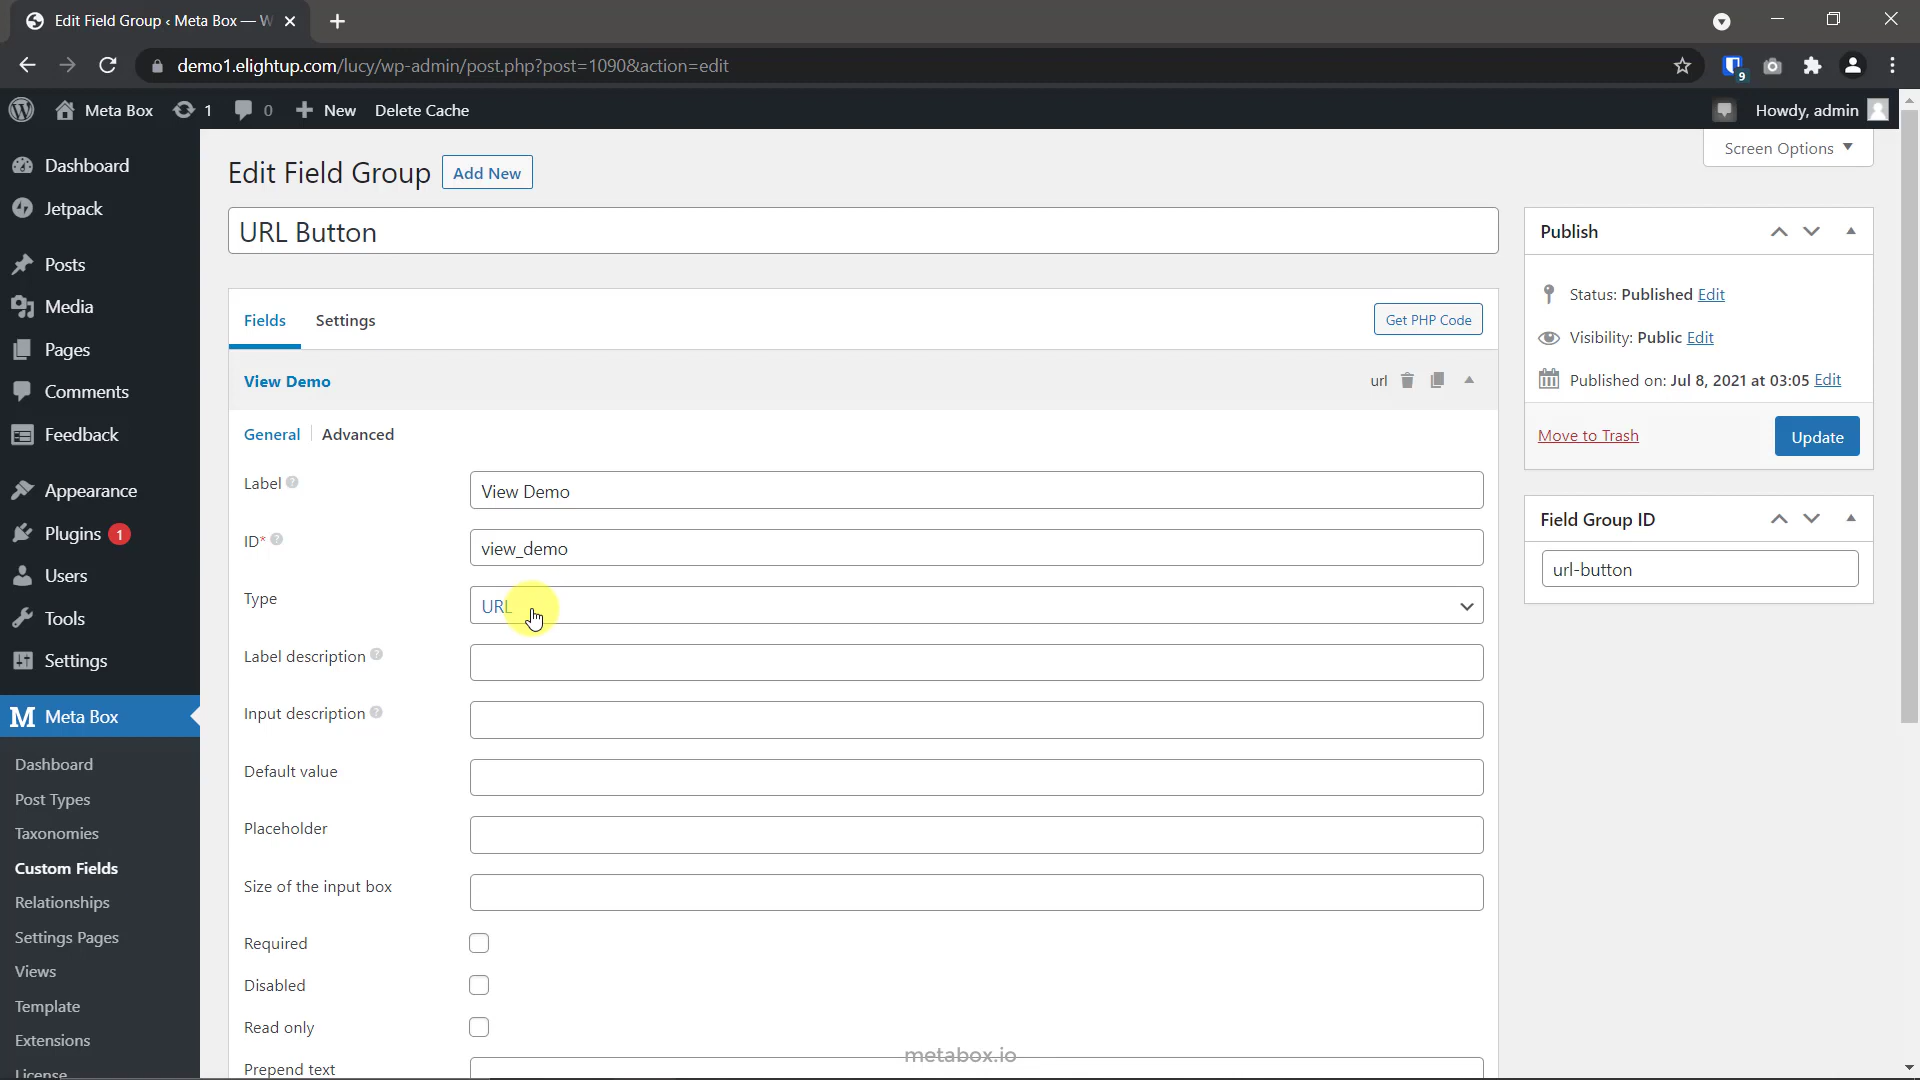 Edit Field Group ‹ Meta Box — W
demo1.elightup.com/lucy/wp-admin/post.php?post=1090&action=edit
9
Meta Box
1
0
New
Delete Cache
Howdy, admin
Screen Options
Dashboard
Jetpack
Posts
Media
Pages
Comments
Feedback
Appearance
Plugins 1
Users
Tools
Settings
Meta Box
Dashboard
Post Types
Taxonomies
Custom Fields
Relationships
Settings Pages
Views
Template
Extensions
License
Edit Field Group
Add New
URL Button
Fields
Settings
Get PHP Code
View Demo
url
General
Advanced
Label
View Demo
ID*
view_demo
Type
URL
Label description
Input description
Default value
Placeholder
Size of the input box
Required
Disabled
Read only
Prepend text
Publish
Status: Published Edit
Visibility: Public Edit
Published on: Jul 8, 2021 at 03:05 Edit
Move to Trash
Update
Field Group ID
url-button
metabox.io